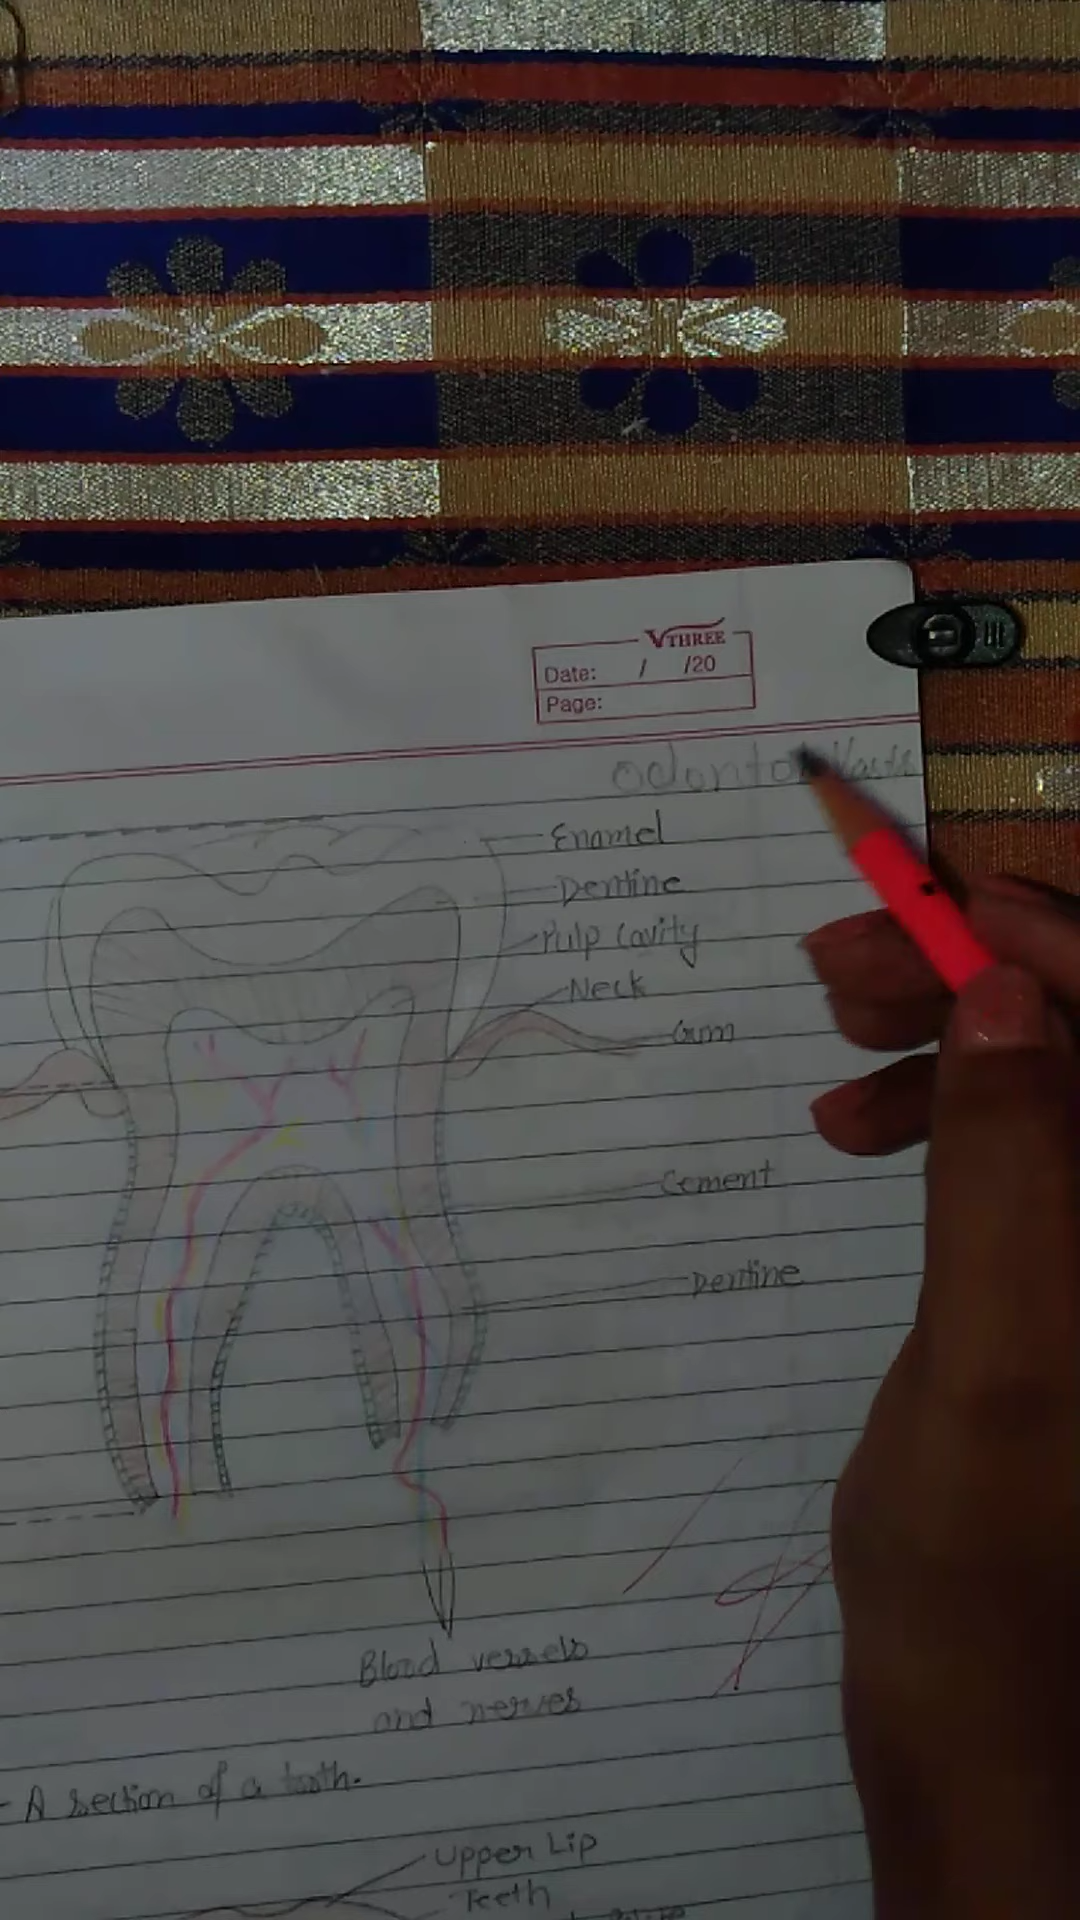 VTHREE
Date: / /20
Page:
Enamel
Dentine
Pulp cavity
Neck
Gum
Cement
Dentine
Blood vessels
and nerves
- A section of a tooth.
Upper Lip
Teeth